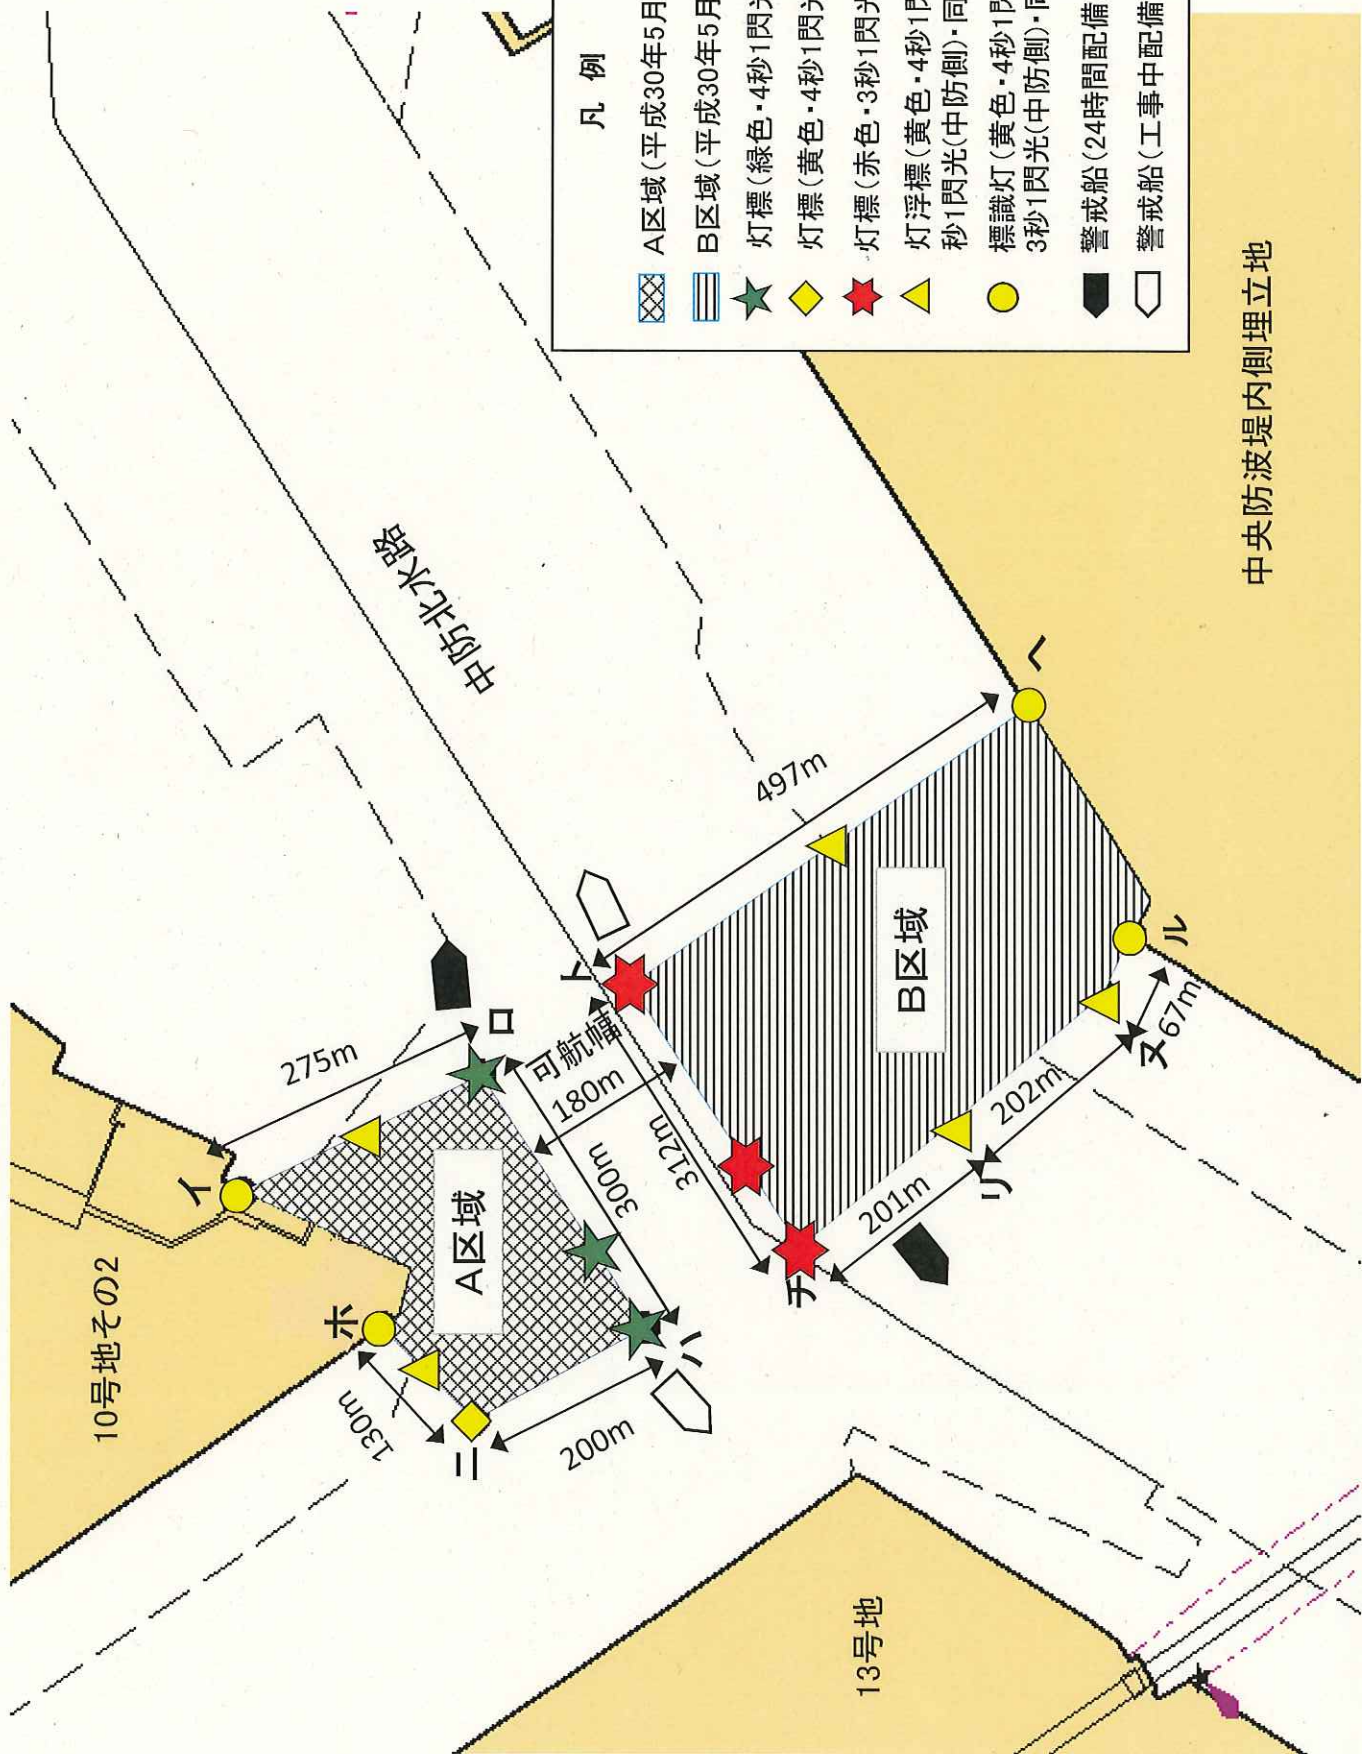 凡 例
A区域(平成30年5月
B区域(平成30年5月
灯標(緑色・4秒1閃光
灯標(黄色・4秒1閃光
灯標(赤色・3秒1閃光
灯浮標(黄色・4秒1閃
秒1閃光(中防側)・同
標識灯(黄色・4秒1閃
3秒1閃光(中防側)・同
警戒船(24時間配備
警戒船(工事中配備
中防北水路
中央防波堤内側埋立地
10号地その2
13号地
A区域
B区域
イ
ロ
ハ
ニ
ホ
ヘ
ト
チ
リ
ヌ
ル
275m
130m
200m
300m
可航幅
180m
312m
497m
201m
202m
67m